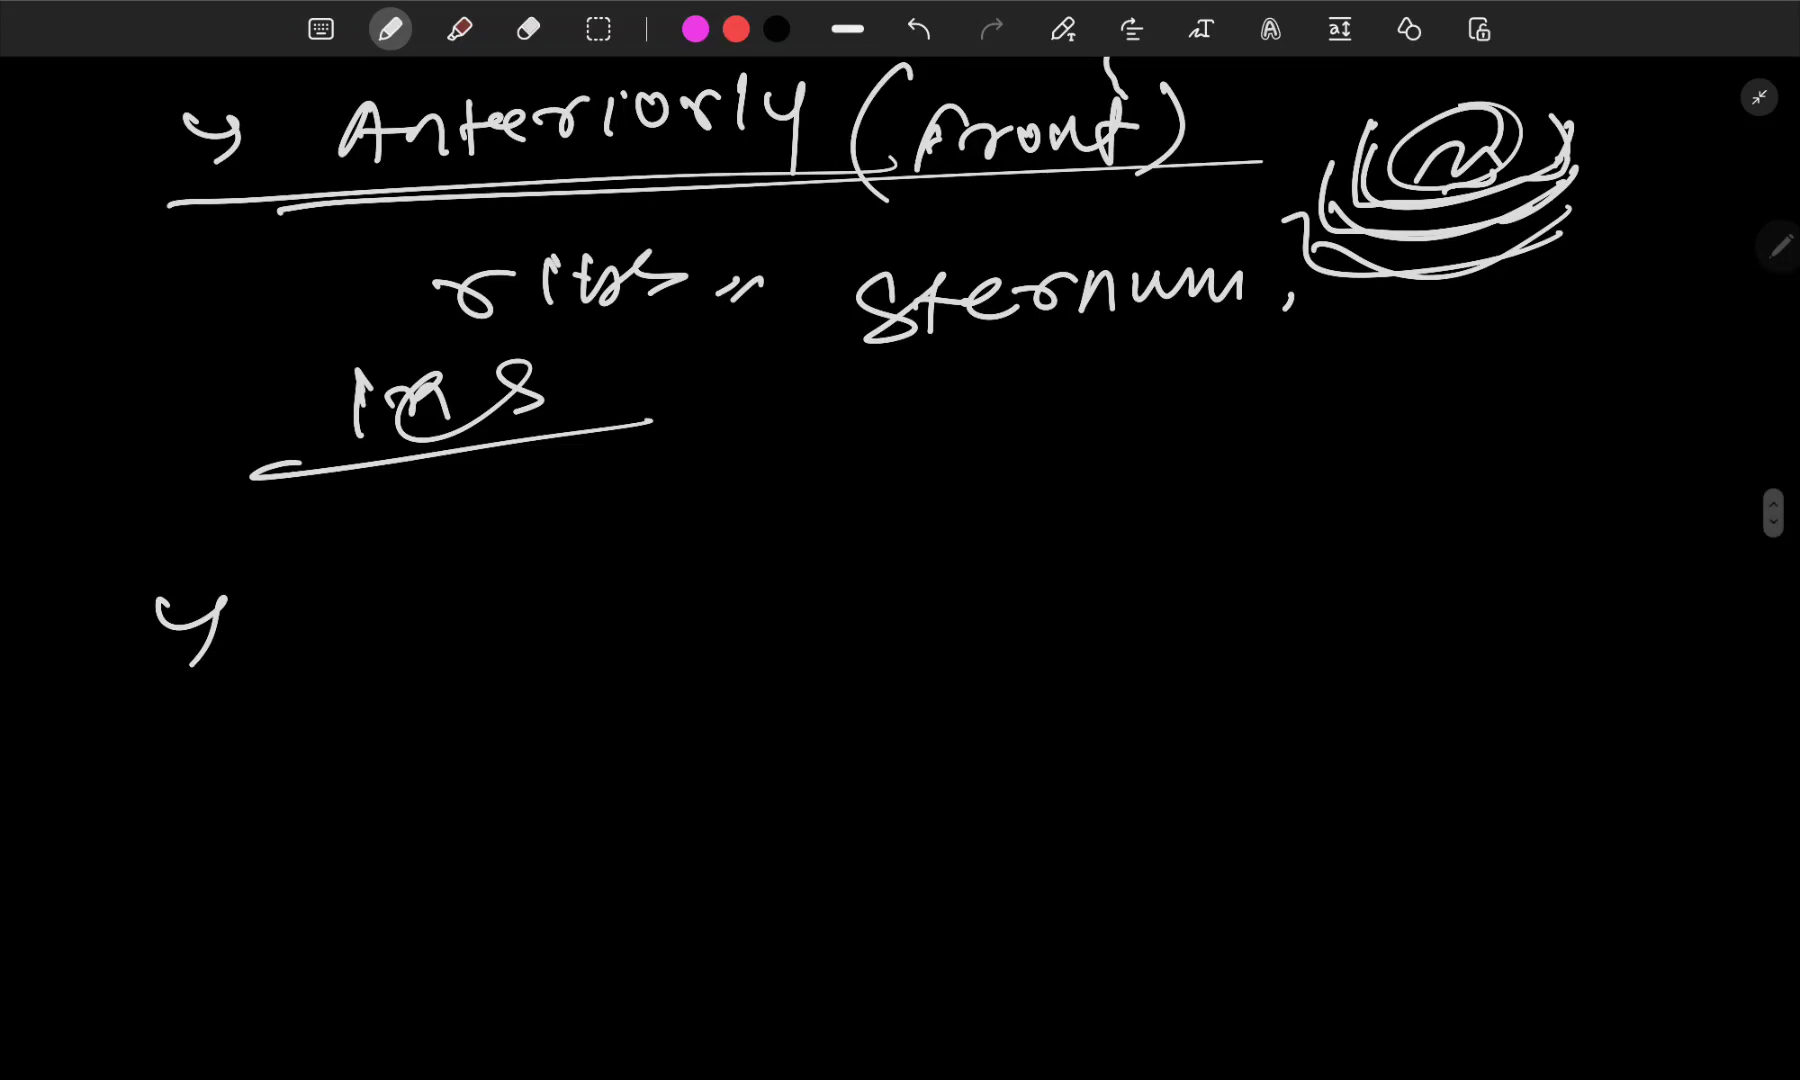 ↳ Anteriorly (front)
ribs, sternum,
IMS
↳